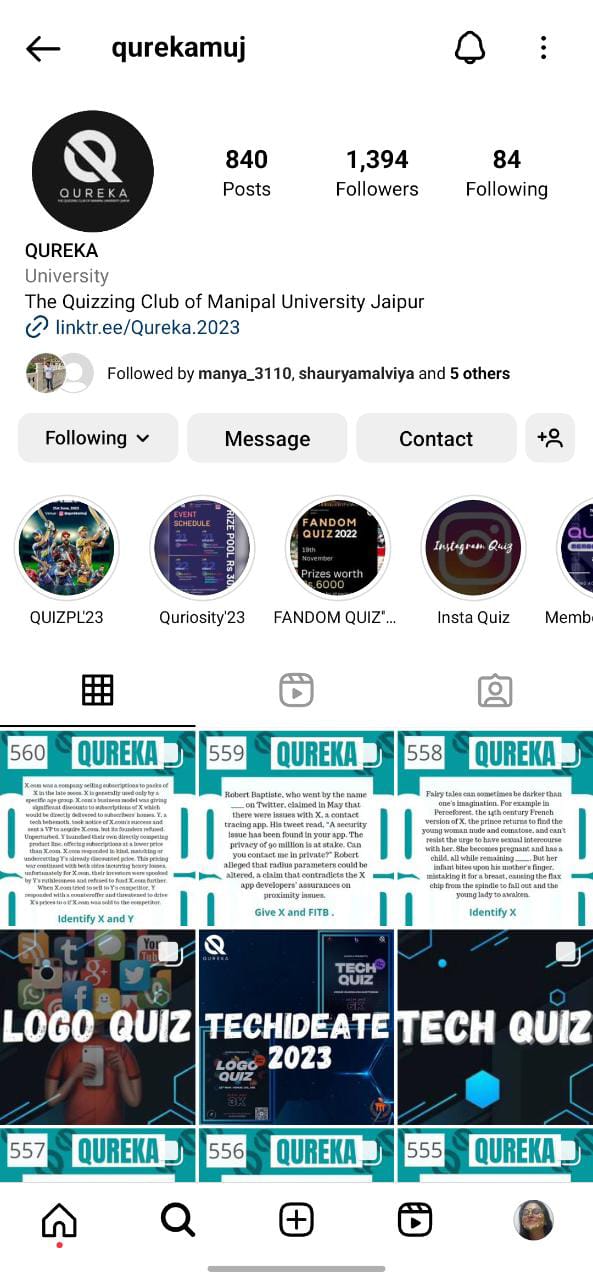 qurekamuj
840
1,394
84
Posts
Followers
Following
QUREKA
QUREKA
University
The Quizzing Club of Manipal University Jaipur
linktr.ee/Qureka.2023
Followed by manya_3110, shauryamalviya and 5 others
Following
Message
Contact
EVENT
SCHEDULE
FANDOM
QUIZ 2022
19th
November
Prizes worth
Rs.6000
Instagram Quiz
QUIZPL'23
Quriosity'23
FANDOM QUIZ"...
Insta Quiz
Membe
560 QUREKA
X.com was a company selling subscriptions to packs of
X in the late 2000s. X is generally used only by a
specific age group. X.com's business model was giving
significant discounts to subscriptions of X which
would be directly delivered to subscribers' homes. Y, a
tech behemoth, took notice of X.com's success and
sent a VP to acquire X.com, but its founders refused.
Unperturbed, Y launched their own directly competing
product line, offering subscriptions at a lower price
than X.com. X.com responded in kind, matching or
undercutting Y's already discounted price. This pricing
war continued with both sides incurring heavy losses,
unfortunately for X.com, their investors were spooked
by Y's ruthlessness and refused to fund X.com further.
When X.com tried to sell to Y's competitor, Y
responded with a counteroffer and threatened to drive
X's prices to 0 if X.com was sold to the competitor.
Identify X and Y
559 QUREKA
Robert Baptiste, who went by the name
____ on Twitter, claimed in May that
there were issues with X, a contact
tracing app. His tweet read, "A security
issue has been found in your app. The
privacy of 90 million is at stake. Can
you contact me in private?" Robert
alleged that radius parameters could be
altered, a claim that contradicts the X
app developers' assurances on
proximity issues.
Give X and FITB .
558 QUREKA
Fairy tales can sometimes be darker than
one's imagination. For example in
Perceforest, the 14th century French
version of X, the prince returns to find the
young woman nude and comatose, and can't
resist the urge to have sexual intercourse
with her. She becomes pregnant and has a
child, all while remaining ____. But her
infant bites upon his mother's finger,
mistaking it for a breast, causing the flax
chip from the spindle to fall out and the
young lady to awaken.
Identify X
LOGO QUIZ
QUREKA
TECH
QUIZ
TECHIDEATE
2023
LOGO
QUIZ
3K
TECH QUIZ
557 QUREKA
556 QUREKA
555 QUREKA